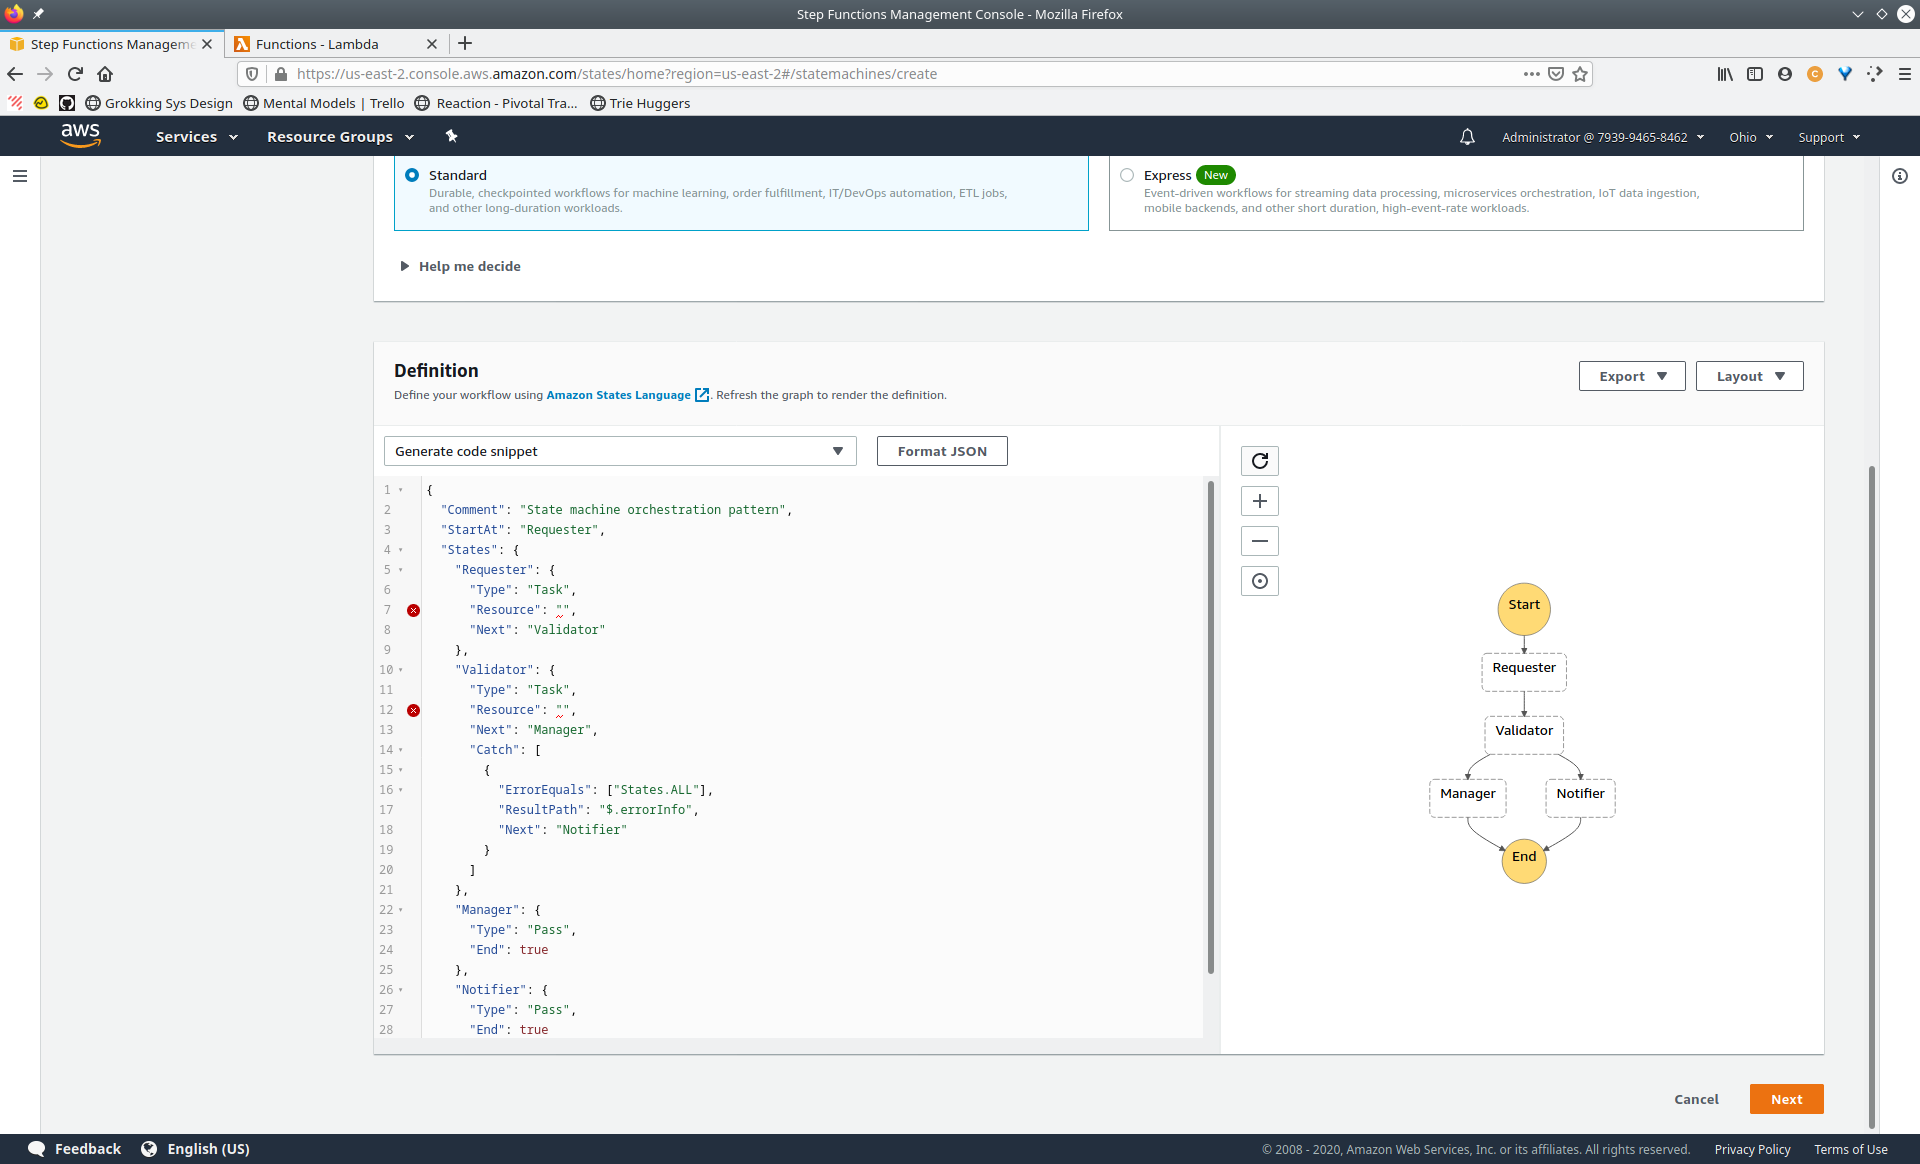 Step Functions Management Console - Mozilla Firefox
Step Functions Manageme
Functions - Lambda
https://us-east-2.console.aws.amazon.com/states/home?region=us-east-2#/statemachines/create
Grokking Sys Design
Mental Models | Trello
Reaction - Pivotal Tra...
Trie Huggers
aws
Services
Resource Groups
Administrator @ 7939-9465-8462
Ohio
Support
Standard
Durable, checkpointed workflows for machine learning, order fulfillment, IT/DevOps automation, ETL jobs,
and other long-duration workloads.
Express New
Event-driven workflows for streaming data processing, microservices orchestration, IoT data ingestion,
mobile backends, and other short duration, high-event-rate workloads.
Help me decide
Definition
Define your workflow using Amazon States Language . Refresh the graph to render the definition.
Export
Layout
Generate code snippet
Format JSON
1 {
2 "Comment": "State machine orchestration pattern",
3 "StartAt": "Requester",
4 "States": {
5 "Requester": {
6 "Type": "Task",
7 "Resource": "",
8 "Next": "Validator"
9 },
10 "Validator": {
11 "Type": "Task",
12 "Resource": "",
13 "Next": "Manager",
14 "Catch": [
15 {
16 "ErrorEquals": ["States.ALL"],
17 "ResultPath": "$.errorInfo",
18 "Next": "Notifier"
19 }
20 ]
21 },
22 "Manager": {
23 "Type": "Pass",
24 "End": true
25 },
26 "Notifier": {
27 "Type": "Pass",
28 "End": true
Start
Requester
Validator
Manager
Notifier
End
Cancel
Next
Feedback
English (US)
© 2008 - 2020, Amazon Web Services, Inc. or its affiliates. All rights reserved.
Privacy Policy
Terms of Use